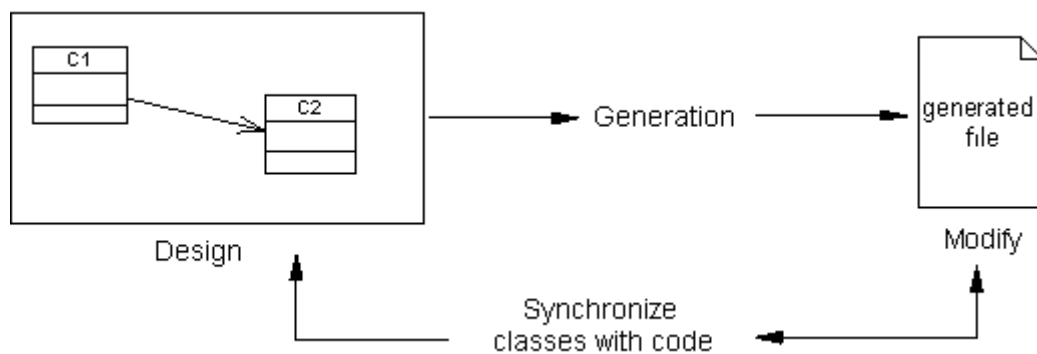 C1
C2
Generation
generated
file
Design
Modify
Synchronize
classes with code